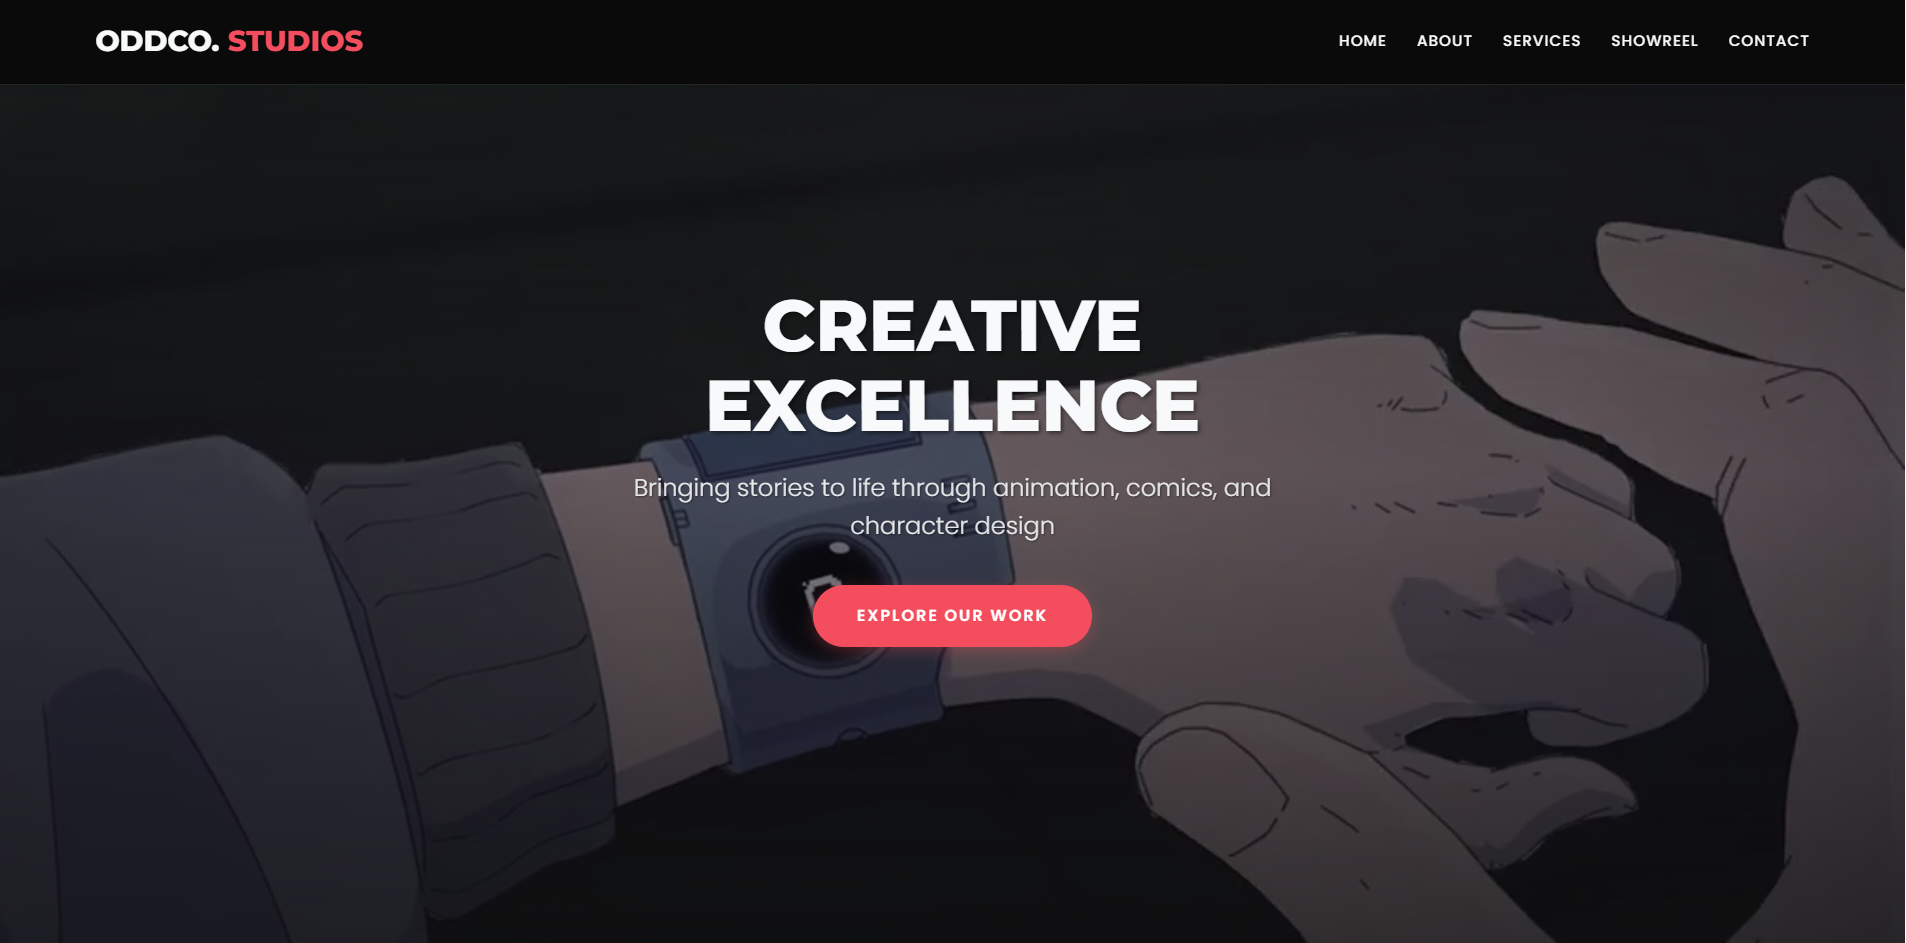 ODDCO. STUDIOS
HOME ABOUT SERVICES SHOWREEL CONTACT
CREATIVE
EXCELLENCE
Bringing stories to life through animation, comics, and
character design
EXPLORE OUR WORK